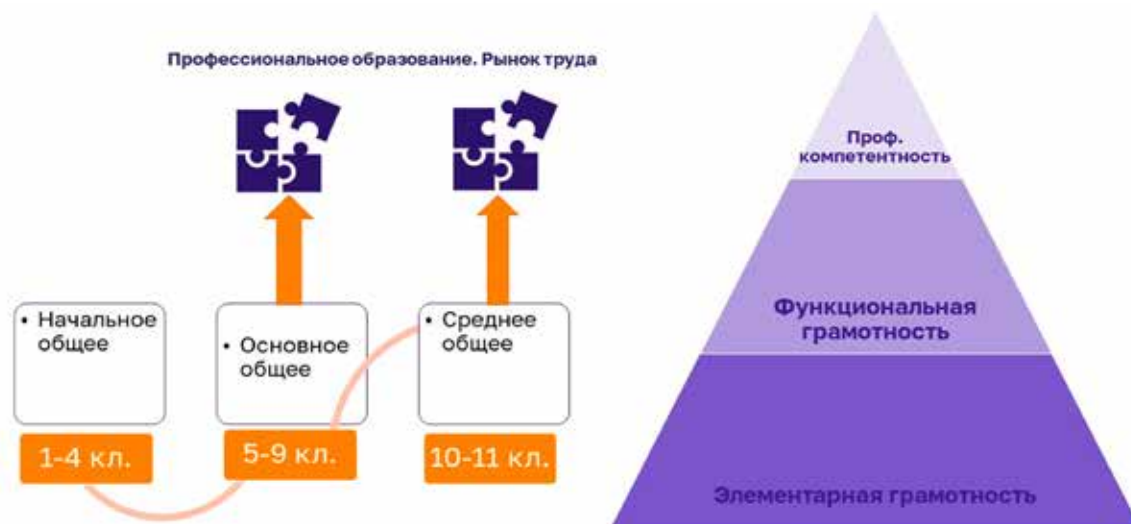 Профессиональное образование. Рынок труда
• Начальное
общее
1-4 кл.
• Основное
общее
5-9 кл.
• Среднее
общее
10-11 кл.
Проф.
компетентность
Функциональная
грамотность
Элементарная грамотность